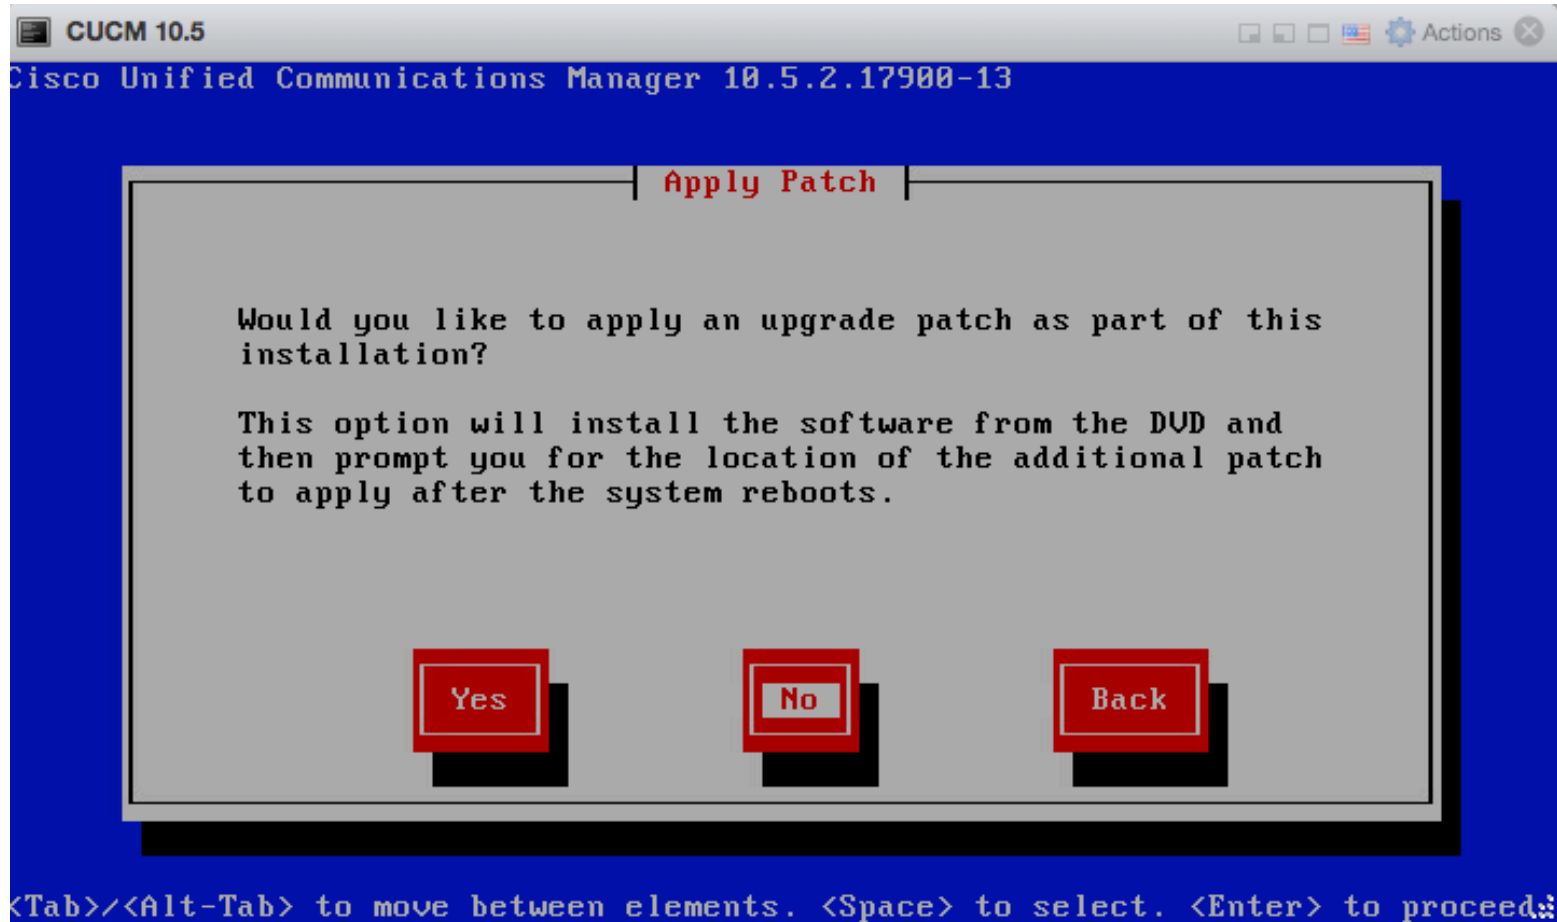 CUCM 10.5
Actions
Cisco Unified Communications Manager 10.5.2.17900-13
Apply Patch
Would you like to apply an upgrade patch as part of this
installation?
This option will install the software from the DVD and
then prompt you for the location of the additional patch
to apply after the system reboots.
Yes No Back
<Tab>/<Alt-Tab> to move between elements. <Space> to select. <Enter> to proceed.